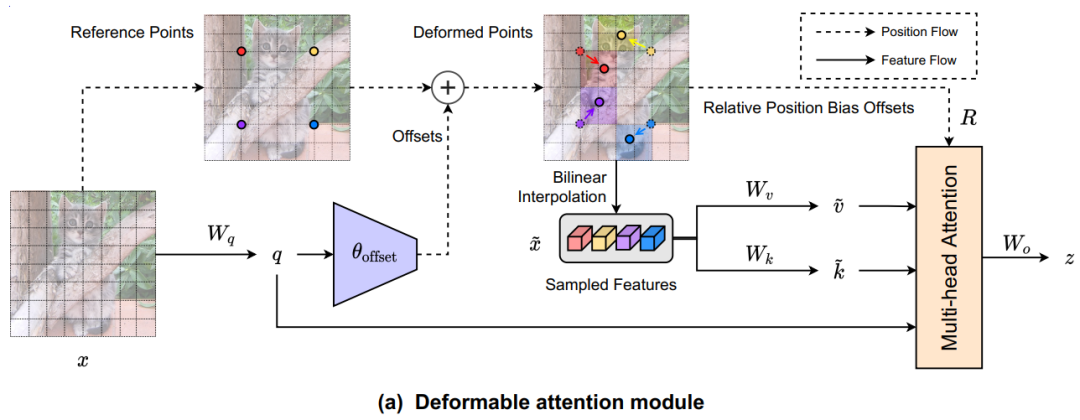 Reference Points
Deformed Points
Position Flow
Feature Flow
Relative Position Bias Offsets
R
Offsets
Bilinear
Interpolation
W_q
q
θ_offset
x̃
Sampled Features
W_v
ṽ
W_k
k̃
Multi-head Attention
W_o
z
x
(a) Deformable attention module